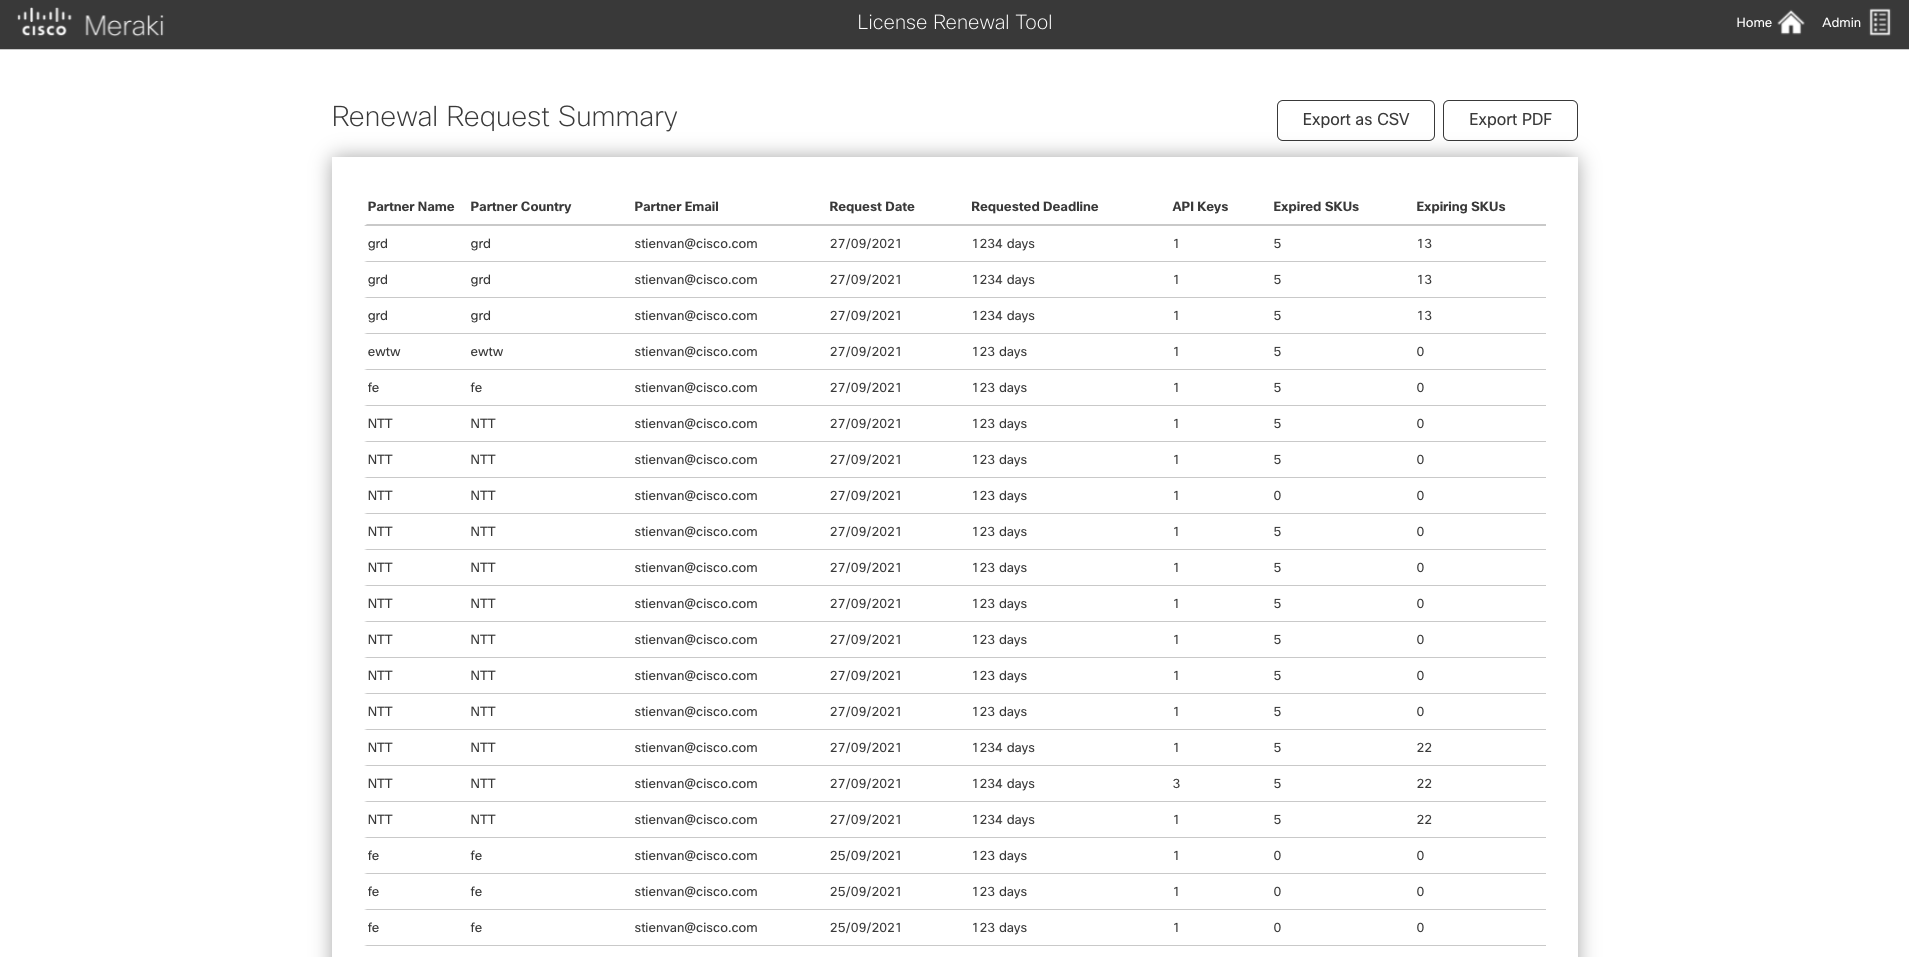 cisco Meraki License Renewal Tool Home Admin
Renewal Request Summary Export as CSV Export PDF
Partner Name Partner Country Partner Email Request Date Requested Deadline API Keys Expired SKUs Expiring SKUs
grd grd stienvan@cisco.com 27/09/2021 1234 days 1 5 13
grd grd stienvan@cisco.com 27/09/2021 1234 days 1 5 13
grd grd stienvan@cisco.com 27/09/2021 1234 days 1 5 13
ewtw ewtw stienvan@cisco.com 27/09/2021 123 days 1 5 0
fe fe stienvan@cisco.com 27/09/2021 123 days 1 5 0
NTT NTT stienvan@cisco.com 27/09/2021 123 days 1 5 0
NTT NTT stienvan@cisco.com 27/09/2021 123 days 1 5 0
NTT NTT stienvan@cisco.com 27/09/2021 123 days 1 0 0
NTT NTT stienvan@cisco.com 27/09/2021 123 days 1 5 0
NTT NTT stienvan@cisco.com 27/09/2021 123 days 1 5 0
NTT NTT stienvan@cisco.com 27/09/2021 123 days 1 5 0
NTT NTT stienvan@cisco.com 27/09/2021 123 days 1 5 0
NTT NTT stienvan@cisco.com 27/09/2021 123 days 1 5 0
NTT NTT stienvan@cisco.com 27/09/2021 123 days 1 5 0
NTT NTT stienvan@cisco.com 27/09/2021 1234 days 1 5 22
NTT NTT stienvan@cisco.com 27/09/2021 1234 days 3 5 22
NTT NTT stienvan@cisco.com 27/09/2021 1234 days 1 5 22
fe fe stienvan@cisco.com 25/09/2021 123 days 1 0 0
fe fe stienvan@cisco.com 25/09/2021 123 days 1 0 0
fe fe stienvan@cisco.com 25/09/2021 123 days 1 0 0